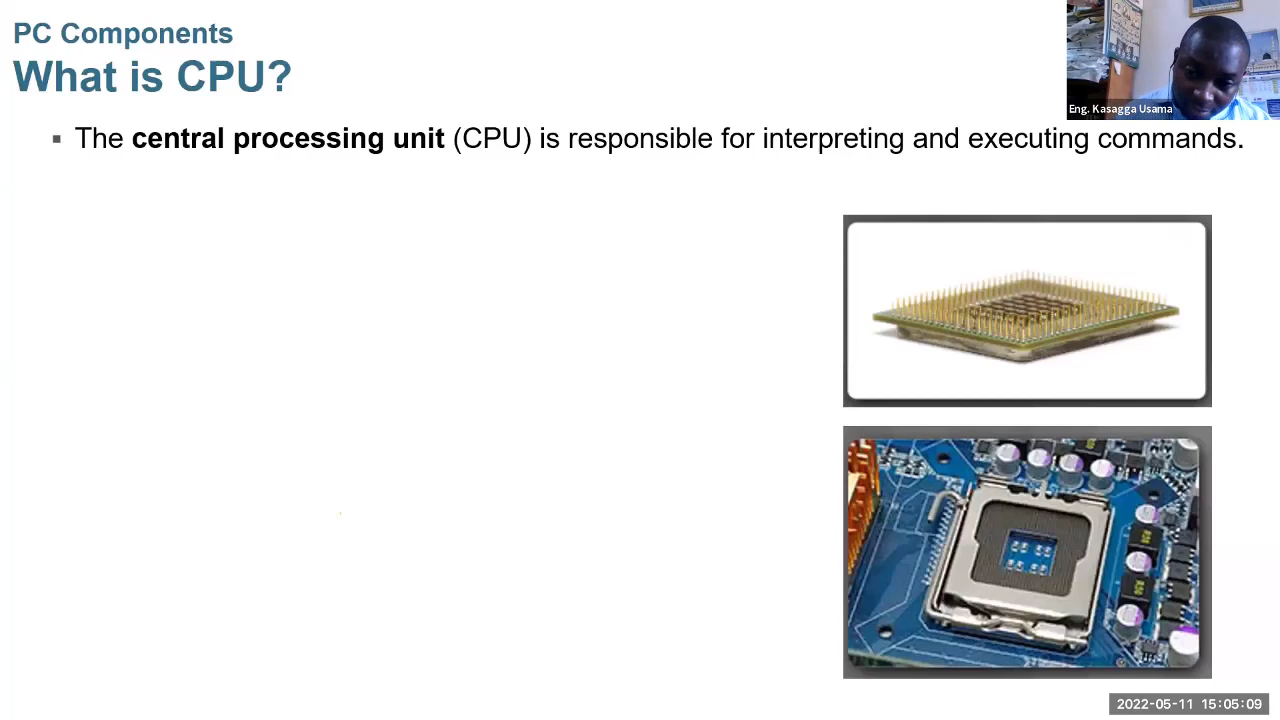 PC Components
What is CPU?
▪ The central processing unit (CPU) is responsible for interpreting and executing commands.
Eng. Kasagga Usama
2022-05-11 15:05:09